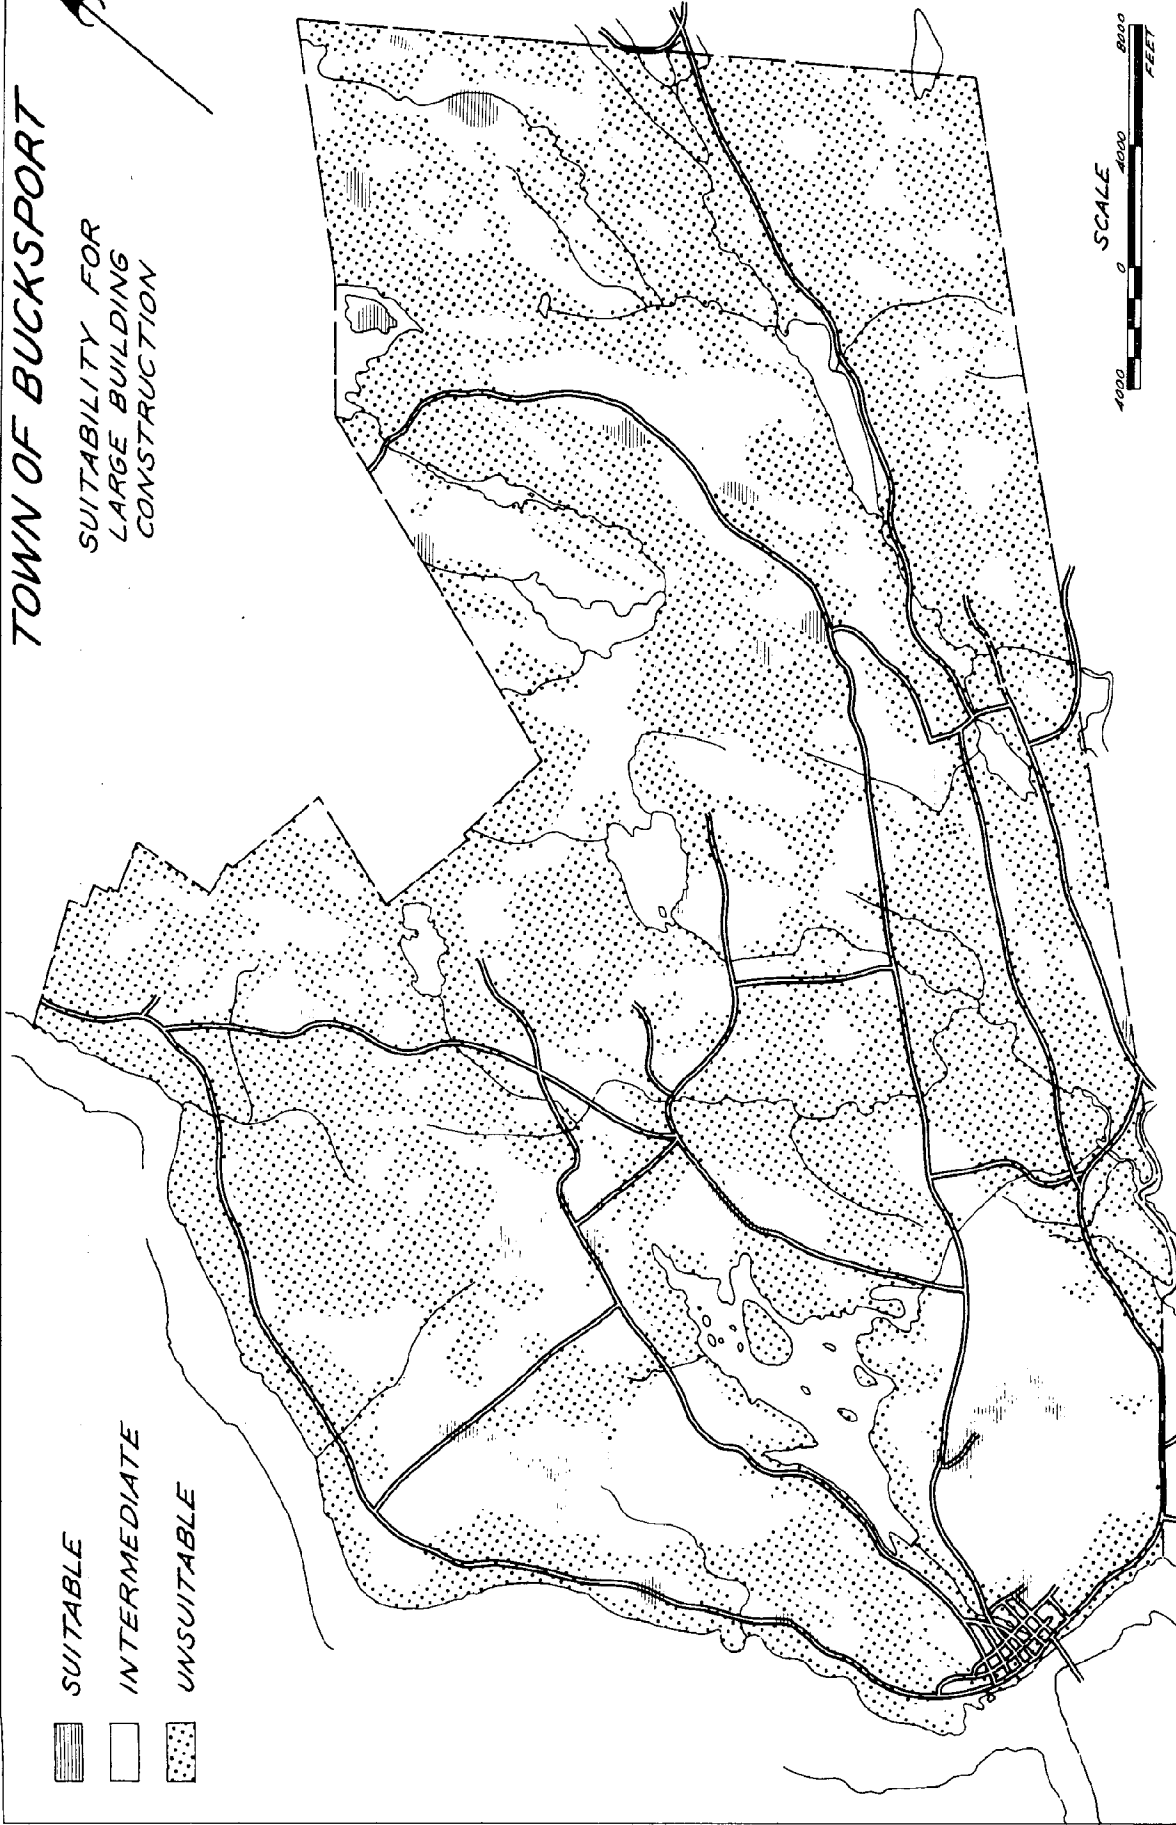 TOWN OF BUCKSPORT
SUITABILITY FOR
LARGE BUILDING
CONSTRUCTION
SUITABLE
INTERMEDIATE
UNSUITABLE
SCALE
4000 0 4000 8000
FEET